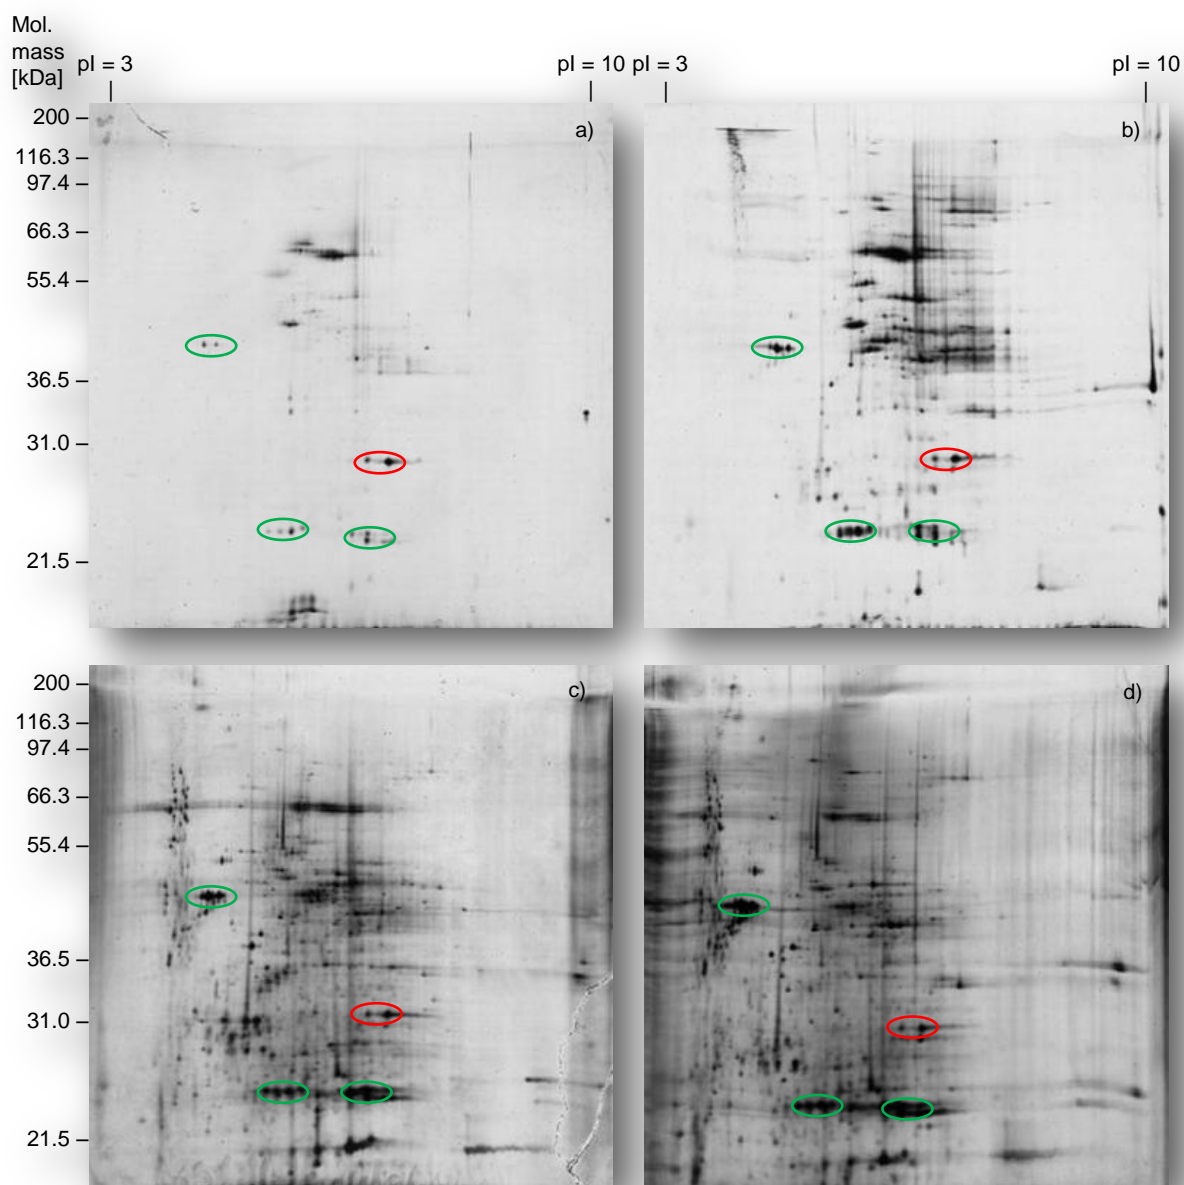 Mol.
mass
[kDa]
pI = 3
pI = 10
pI = 3
pI = 10
200
116.3
97.4
66.3
55.4
36.5
31.0
21.5
a)
b)
200
116.3
97.4
66.3
55.4
36.5
31.0
21.5
c)
d)